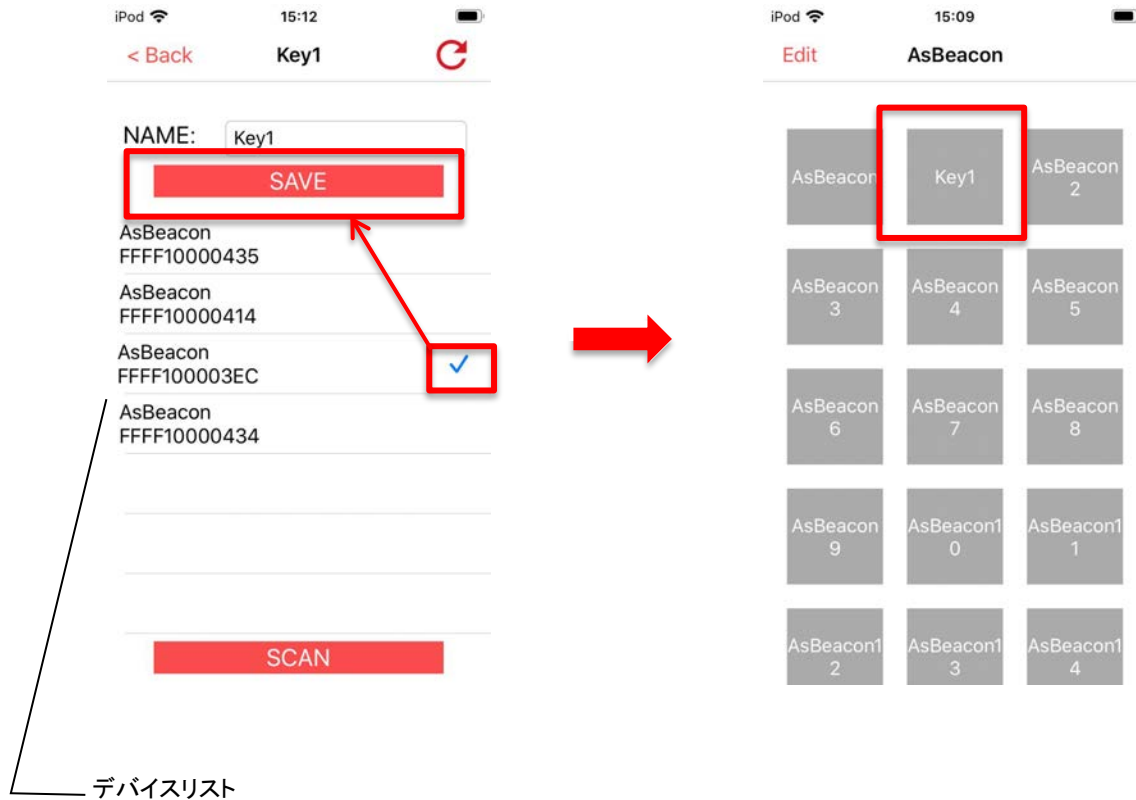 iPod 15:12
< Back Key1
NAME: Key1
SAVE
AsBeacon
FFFF10000435
AsBeacon
FFFF10000414
AsBeacon
FFFF100003EC
AsBeacon
FFFF10000434
SCAN
デバイスリスト
iPod 15:09
Edit AsBeacon
AsBeacon
Key1
AsBeacon
2
AsBeacon
3
AsBeacon
4
AsBeacon
5
AsBeacon
6
AsBeacon
7
AsBeacon
8
AsBeacon
9
AsBeacon1
0
AsBeacon1
1
AsBeacon1
2
AsBeacon1
3
AsBeacon1
4